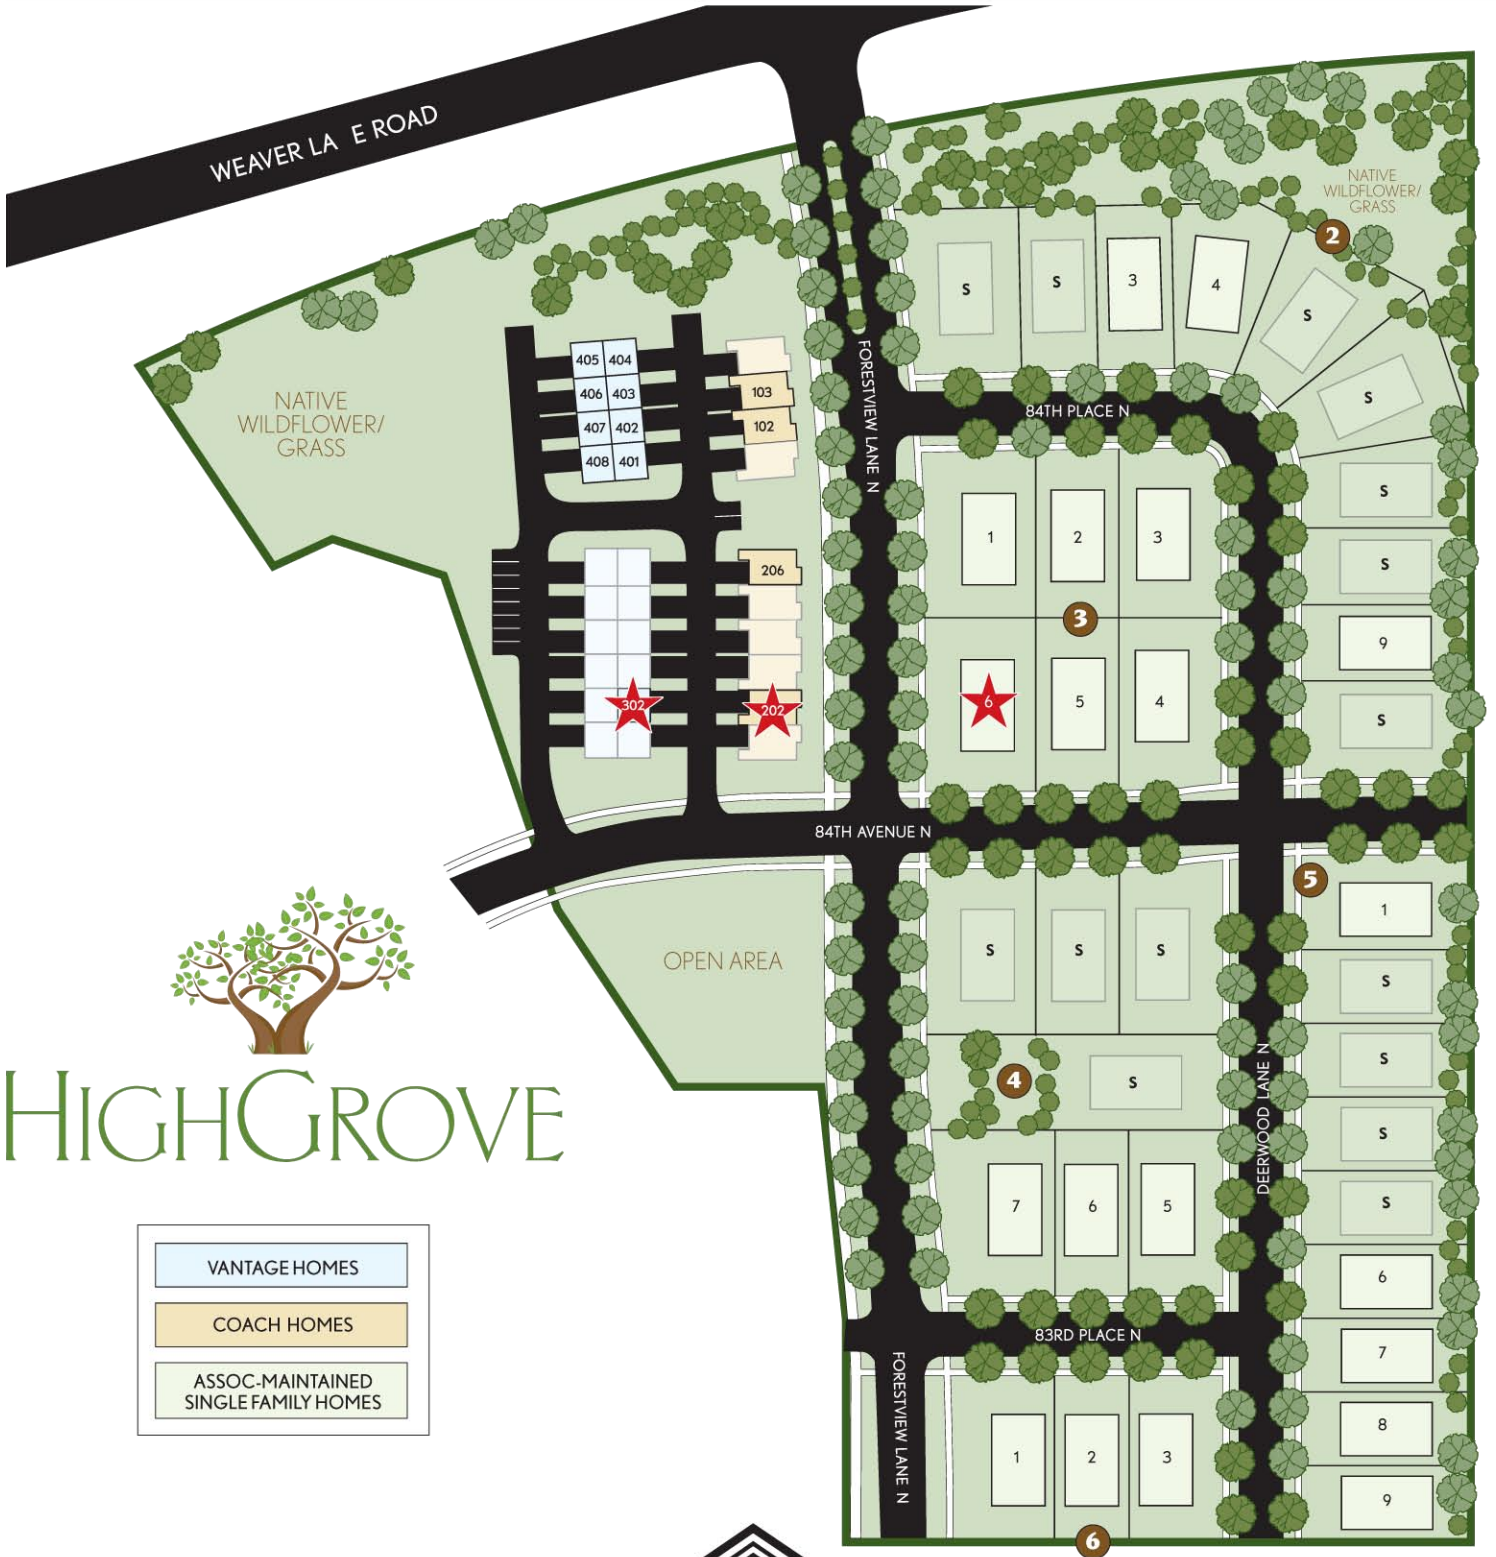 WEAVER LA E ROAD
NATIVE
WILDFLOWER/
GRASS
2
S
S
3
4
S
S
FORESTVIEW LANE N
84TH PLACE N
405 404
406 403
407 402
408 401
103
102
NATIVE
WILDFLOWER/
GRASS
S
S
9
S
1
2
3
3
6
5
4
206
302
202
84TH AVENUE N
OPEN AREA
5
1
S
S
S
S
6
7
8
9
S
S
S
4
S
7
6
5
DEERWOOD LANE N
83RD PLACE N
FORESTVIEW LANE N
1
2
3
6
HIGHGROVE
VANTAGE HOMES
COACH HOMES
ASSOC-MAINTAINED
SINGLE FAMILY HOMES